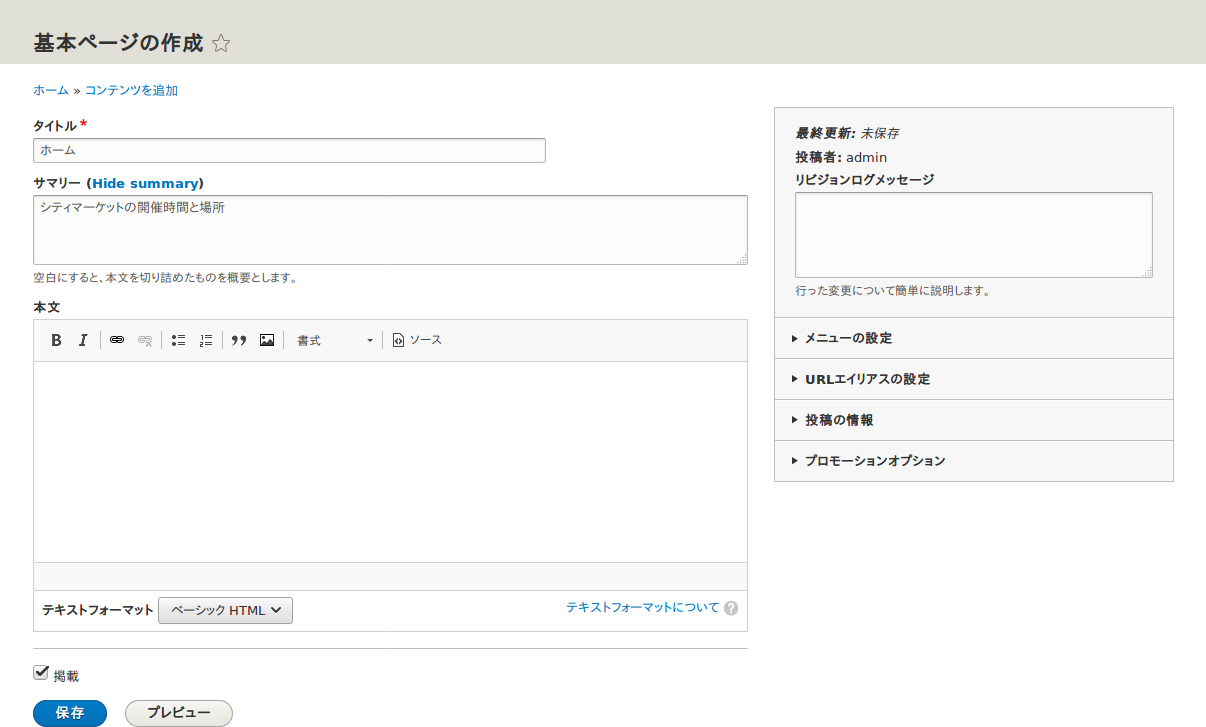 基本ページの作成
ホーム » コンテンツを追加
タイトル*
ホーム
サマリー (Hide summary)
シティマーケットの開催時間と場所
空白にすると、本文を切り詰めたものを概要とします。
本文
B I 書式 ソース
テキストフォーマット ベーシック HTML テキストフォーマットについて ?
掲載
保存 プレビュー
最終更新: 未保存
投稿者: admin
リビジョンログメッセージ
行った変更について簡単に説明します。
メニューの設定
URLエイリアスの設定
投稿の情報
プロモーションオプション